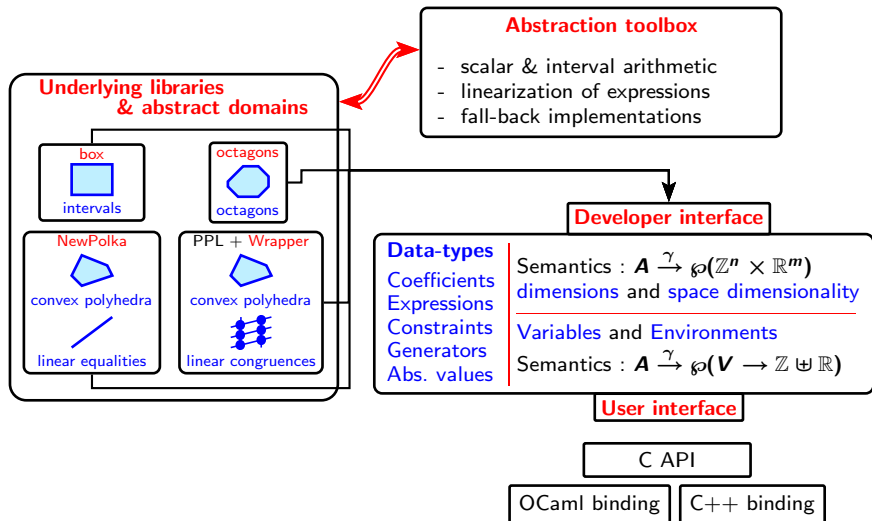 Abstraction toolbox
- scalar & interval arithmetic
- linearization of expressions
- fall-back implementations
Underlying libraries
& abstract domains
box
intervals
octagons
octagons
NewPolka
convex polyhedra
linear equalities
PPL + Wrapper
convex polyhedra
linear congruences
Developer interface
Data-types
Coefficients
Expressions
Constraints
Generators
Abs. values
Semantics : A →γ ℘(ℤⁿ × ℝᵐ)
dimensions and space dimensionality
Variables and Environments
Semantics : A →γ ℘(V → ℤ ⊎ ℝ)
User interface
C API
OCaml binding
C++ binding